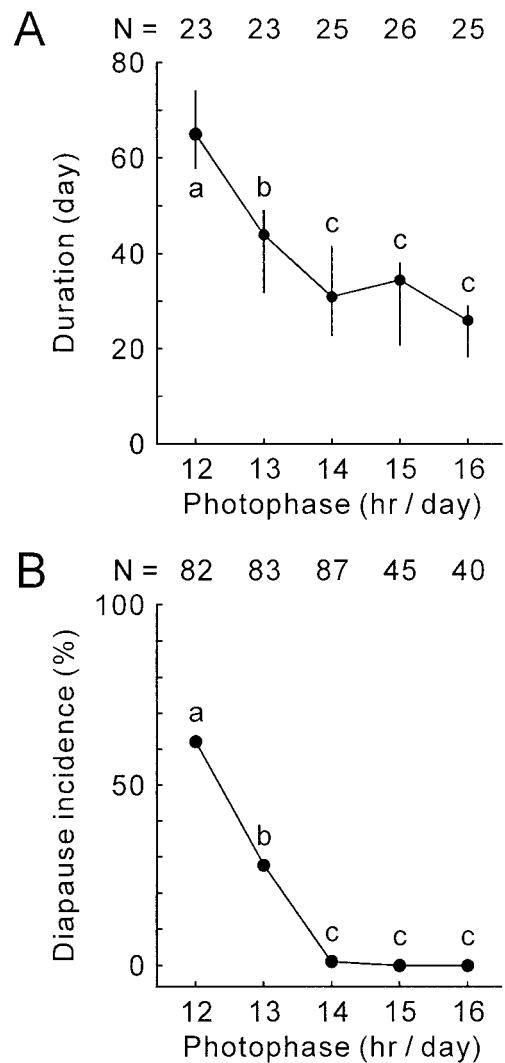 A
N = 23 23 25 26 25
80
60
40
20
0
Duration (day)
a
b
c
c
c
12 13 14 15 16
Photophase (hr / day)
B
N = 82 83 87 45 40
100
50
0
Diapause incidence (%)
a
b
c
c
c
12 13 14 15 16
Photophase (hr / day)